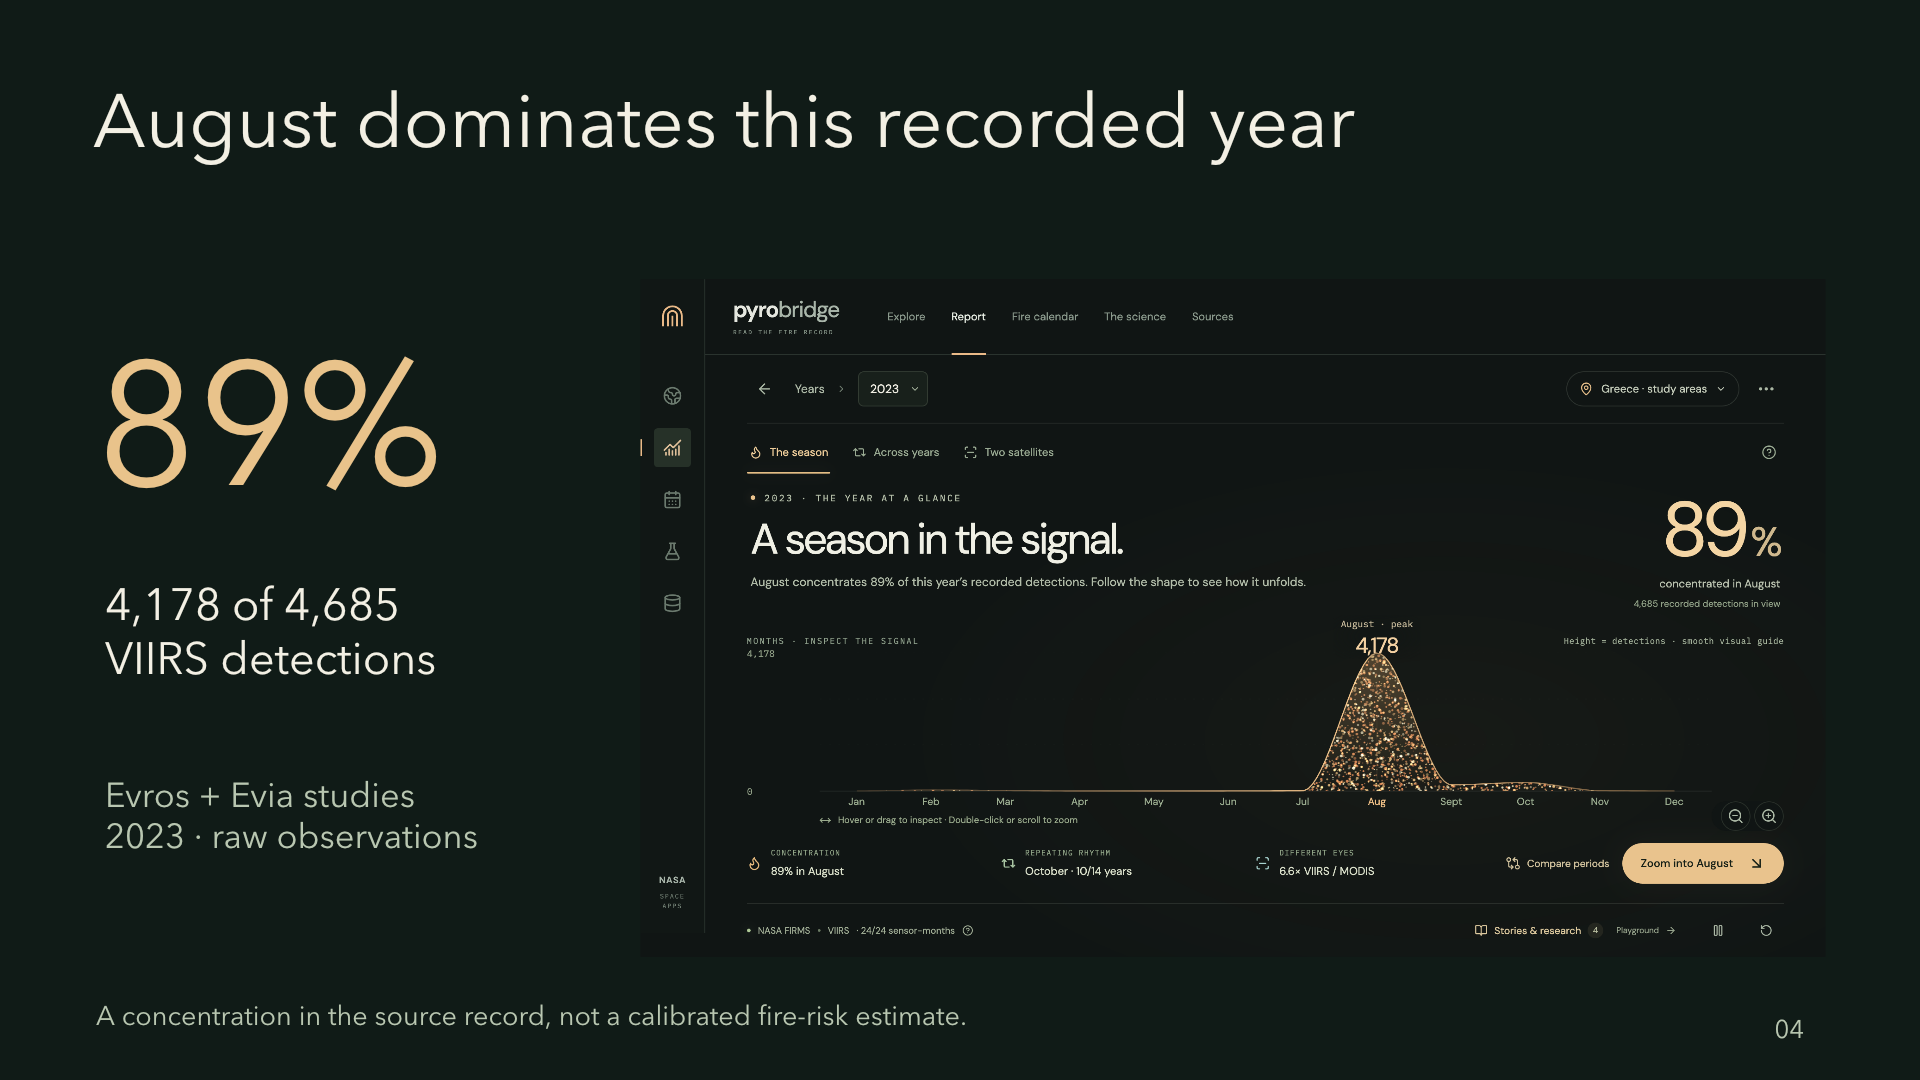 August dominates this recorded year
89%
4,178 of 4,685
VIIRS detections
Evros + Evia studies
2023 · raw observations
pyrobridge
READ THE FIRE RECORD
Explore
Report
Fire calendar
The science
Sources
Years
2023
Greece · study areas
The season
Across years
Two satellites
2023 · THE YEAR AT A GLANCE
A season in the signal.
August concentrates 89% of this year's recorded detections. Follow the shape to see how it unfolds.
89%
concentrated in August
4,685 recorded detections in view
MONTHS · INSPECT THE SIGNAL
4,178
August · peak
4,178
Height = detections · smooth visual guide
0
Jan Feb Mar Apr May Jun Jul Aug Sept Oct Nov Dec
Hover or drag to inspect · Double-click or scroll to zoom
CONCENTRATION
89% in August
REPEATING RHYTHM
October · 10/14 years
DIFFERENT EYES
6.6× VIIRS / MODIS
Compare periods
Zoom into August
NASA
SPACE
APPS
NASA FIRMS • VIIRS · 24/24 sensor-months
Stories & research 4
Playground
A concentration in the source record, not a calibrated fire-risk estimate.
04